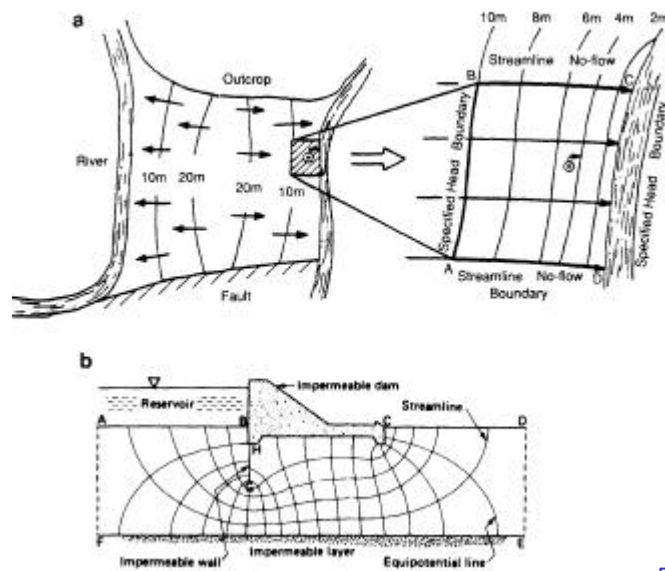 a
10m 8m 6m 4m 2m
B Streamline No-flow C
Outcrop
River
10m 20m 20m 10m
Specified Head Boundary
Specified Head Boundary
A Streamline No-flow D
Boundary
Fault
b
Impermeable dam
Reservoir
Streamline
A B C D
H
G
F E
Impermeable wall Impermeable layer Equipotential line